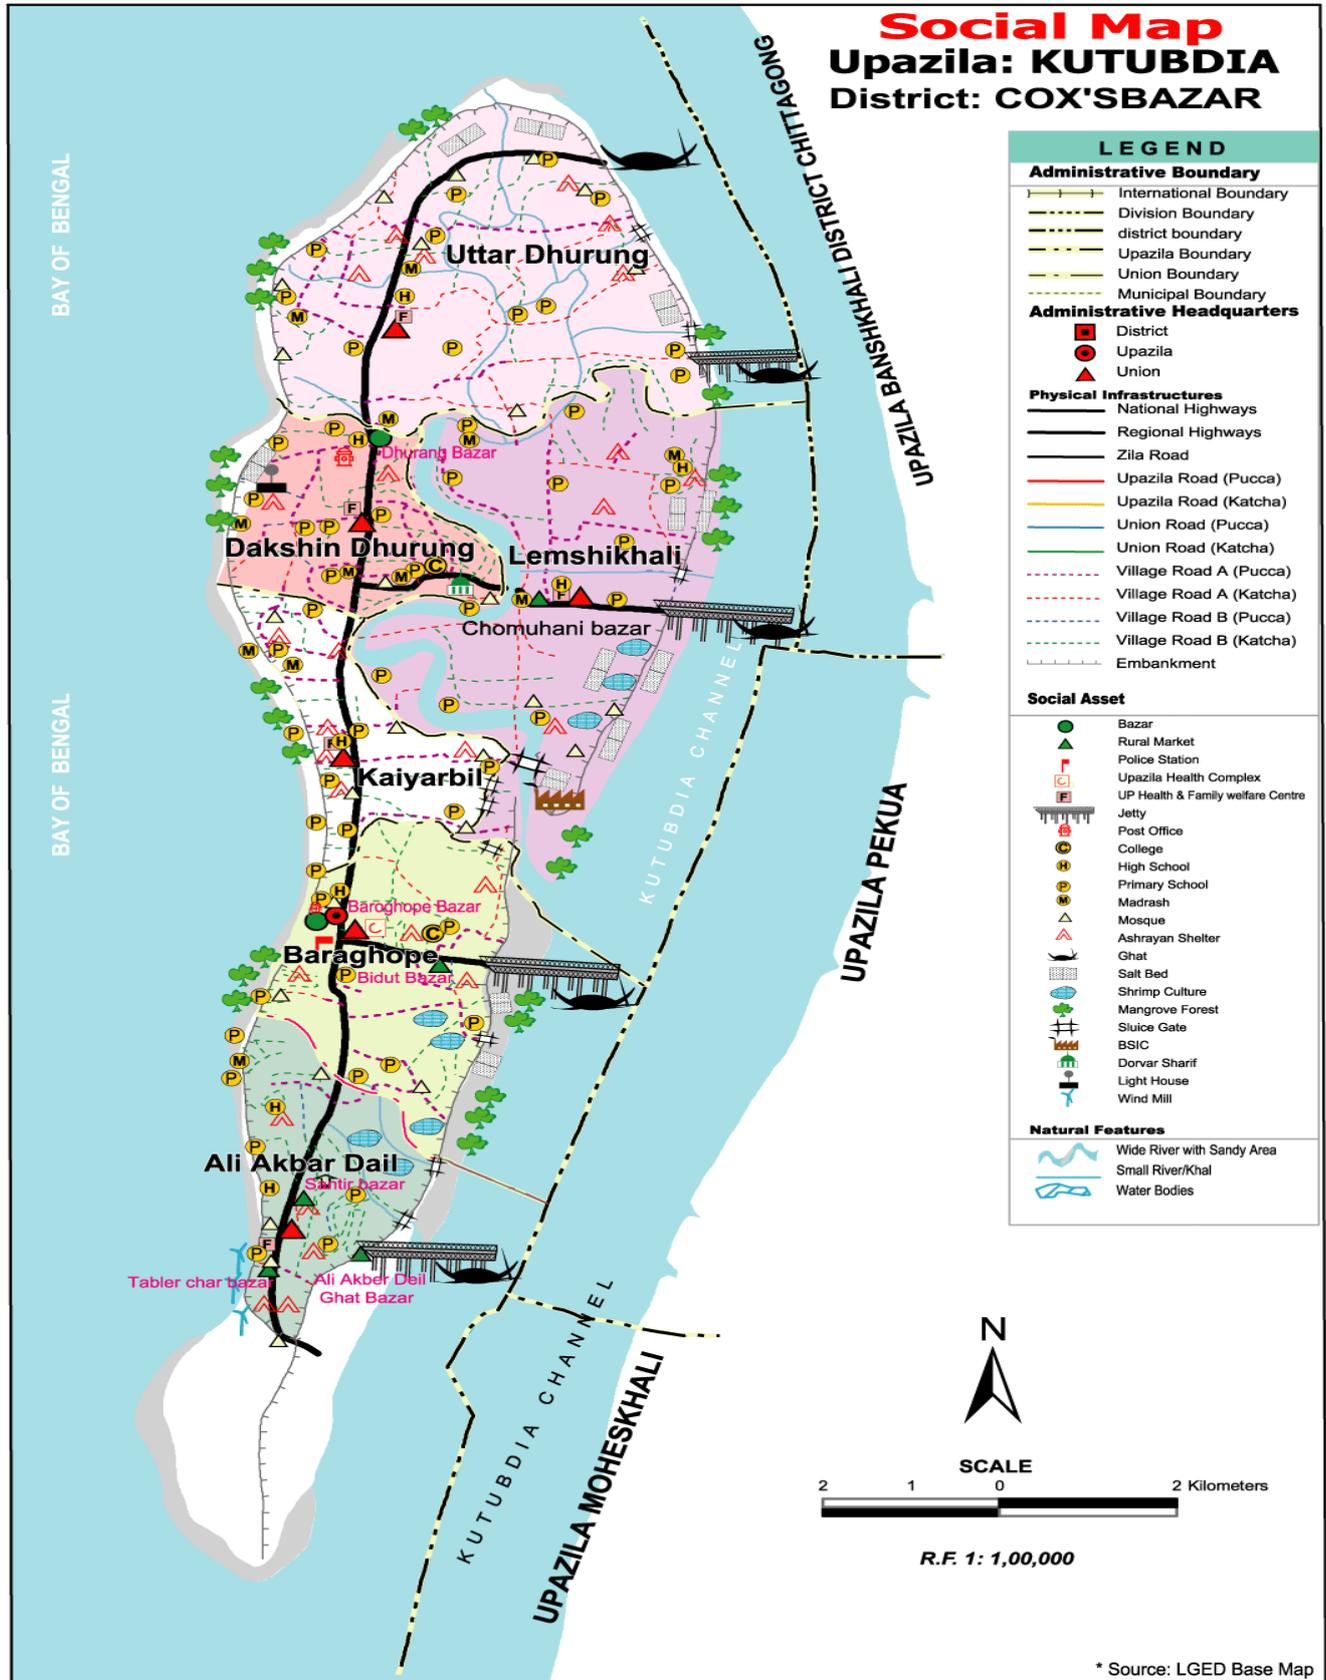 Social Map
Upazila: KUTUBDIA
District: COX'SBAZAR
LEGEND
Administrative Boundary
International Boundary
Division Boundary
district boundary
Upazila Boundary
Union Boundary
Municipal Boundary
Administrative Headquarters
District
Upazila
Union
Physical Infrastructures
National Highways
Regional Highways
Zila Road
Upazila Road (Pucca)
Upazila Road (Katcha)
Union Road (Pucca)
Union Road (Katcha)
Village Road A (Pucca)
Village Road A (Katcha)
Village Road B (Pucca)
Village Road B (Katcha)
Embankment
Social Asset
Bazar
Rural Market
Police Station
Upazila Health Complex
F UP Health & Family welfare Centre
Jetty
Post Office
C College
H High School
P Primary School
M Madrash
Mosque
Ashrayan Shelter
Ghat
Salt Bed
Shrimp Culture
Mangrove Forest
Sluice Gate
BSIC
Dorvar Sharif
Light House
Wind Mill
Natural Features
Wide River with Sandy Area
Small River/Khal
Water Bodies
BAY OF BENGAL
BAY OF BENGAL
UPAZILA BANSHKHALI DISTRICT CHITTAGONG
Uttar Dhurung
Dhurang Bazar
Dakshin Dhurung
Lemshikhali
Chomuhani bazar
KUTUBDIA CHANNEL
Kaiyarbil
UPAZILA PEKUA
Baroghope Bazar
Baraghope
Bidut Bazar
Ali Akbar Dail
Santir bazar
Tabler char bazar
Ali Akber Deil
Ghat Bazar
KUTUBDIA CHANNEL
UPAZILA MOHESKHALI
N
SCALE
2 1 0 2 Kilometers
R.F. 1: 1,00,000
* Source: LGED Base Map